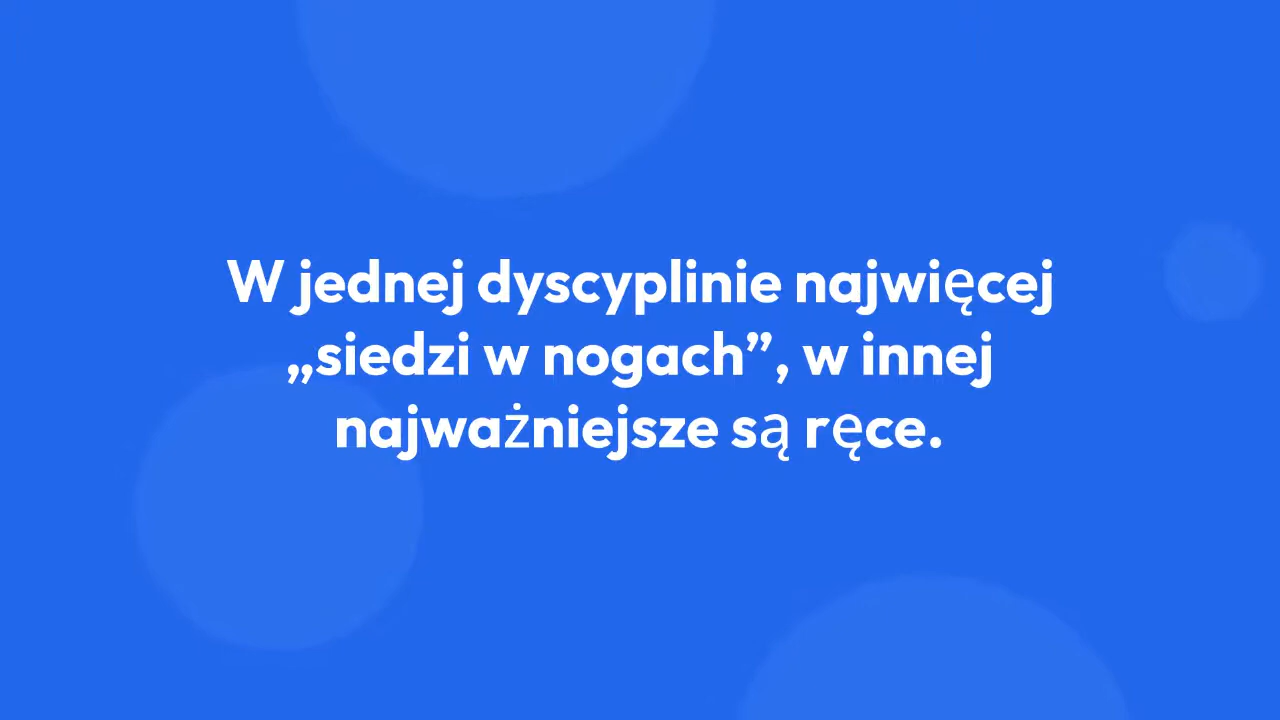 W jednej dyscyplinie najwięcej
„siedzi w nogach”, w innej
najważniejsze są ręce.